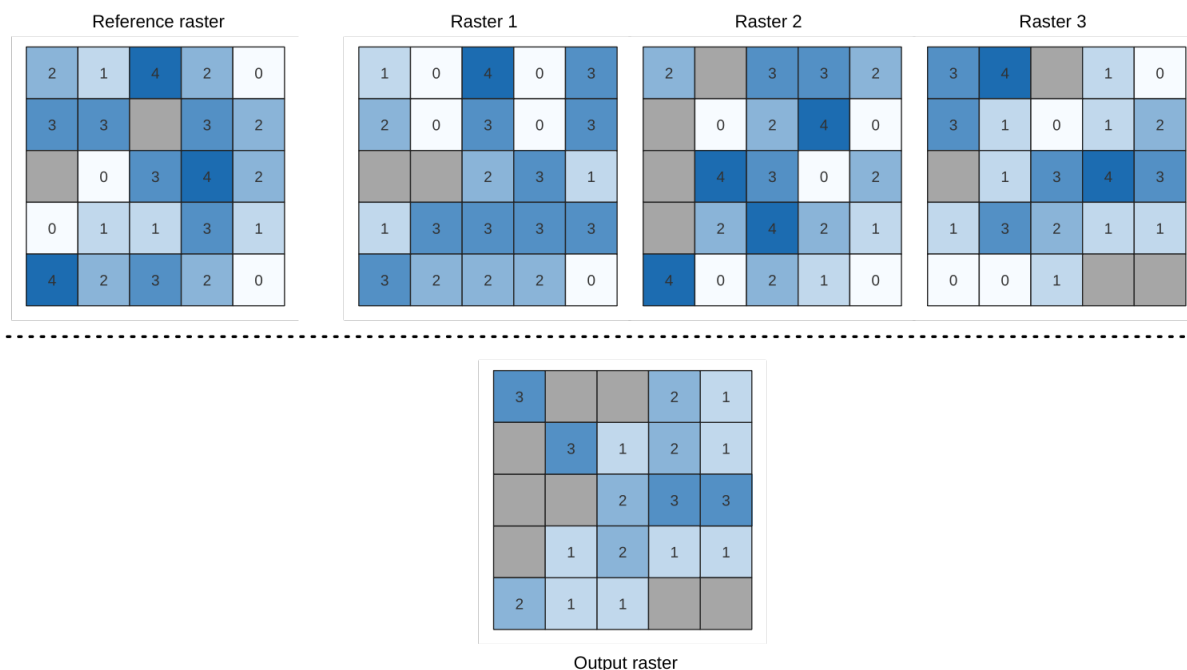 Reference raster Raster 1 Raster 2 Raster 3
2 1 4 2 0 1 0 4 0 3 2 3 3 2 3 4 1 0
3 3 3 2 2 0 3 0 3 0 2 4 0 3 1 0 1 2
0 3 4 2 2 3 1 4 3 0 2 1 3 4 3
0 1 1 3 1 1 3 3 3 3 2 4 2 1 1 3 2 1 1
4 2 3 2 0 3 2 2 2 0 4 0 2 1 0 0 0 1
3 2 1
3 1 2 1
2 3 3
1 2 1 1
2 1 1
Output raster